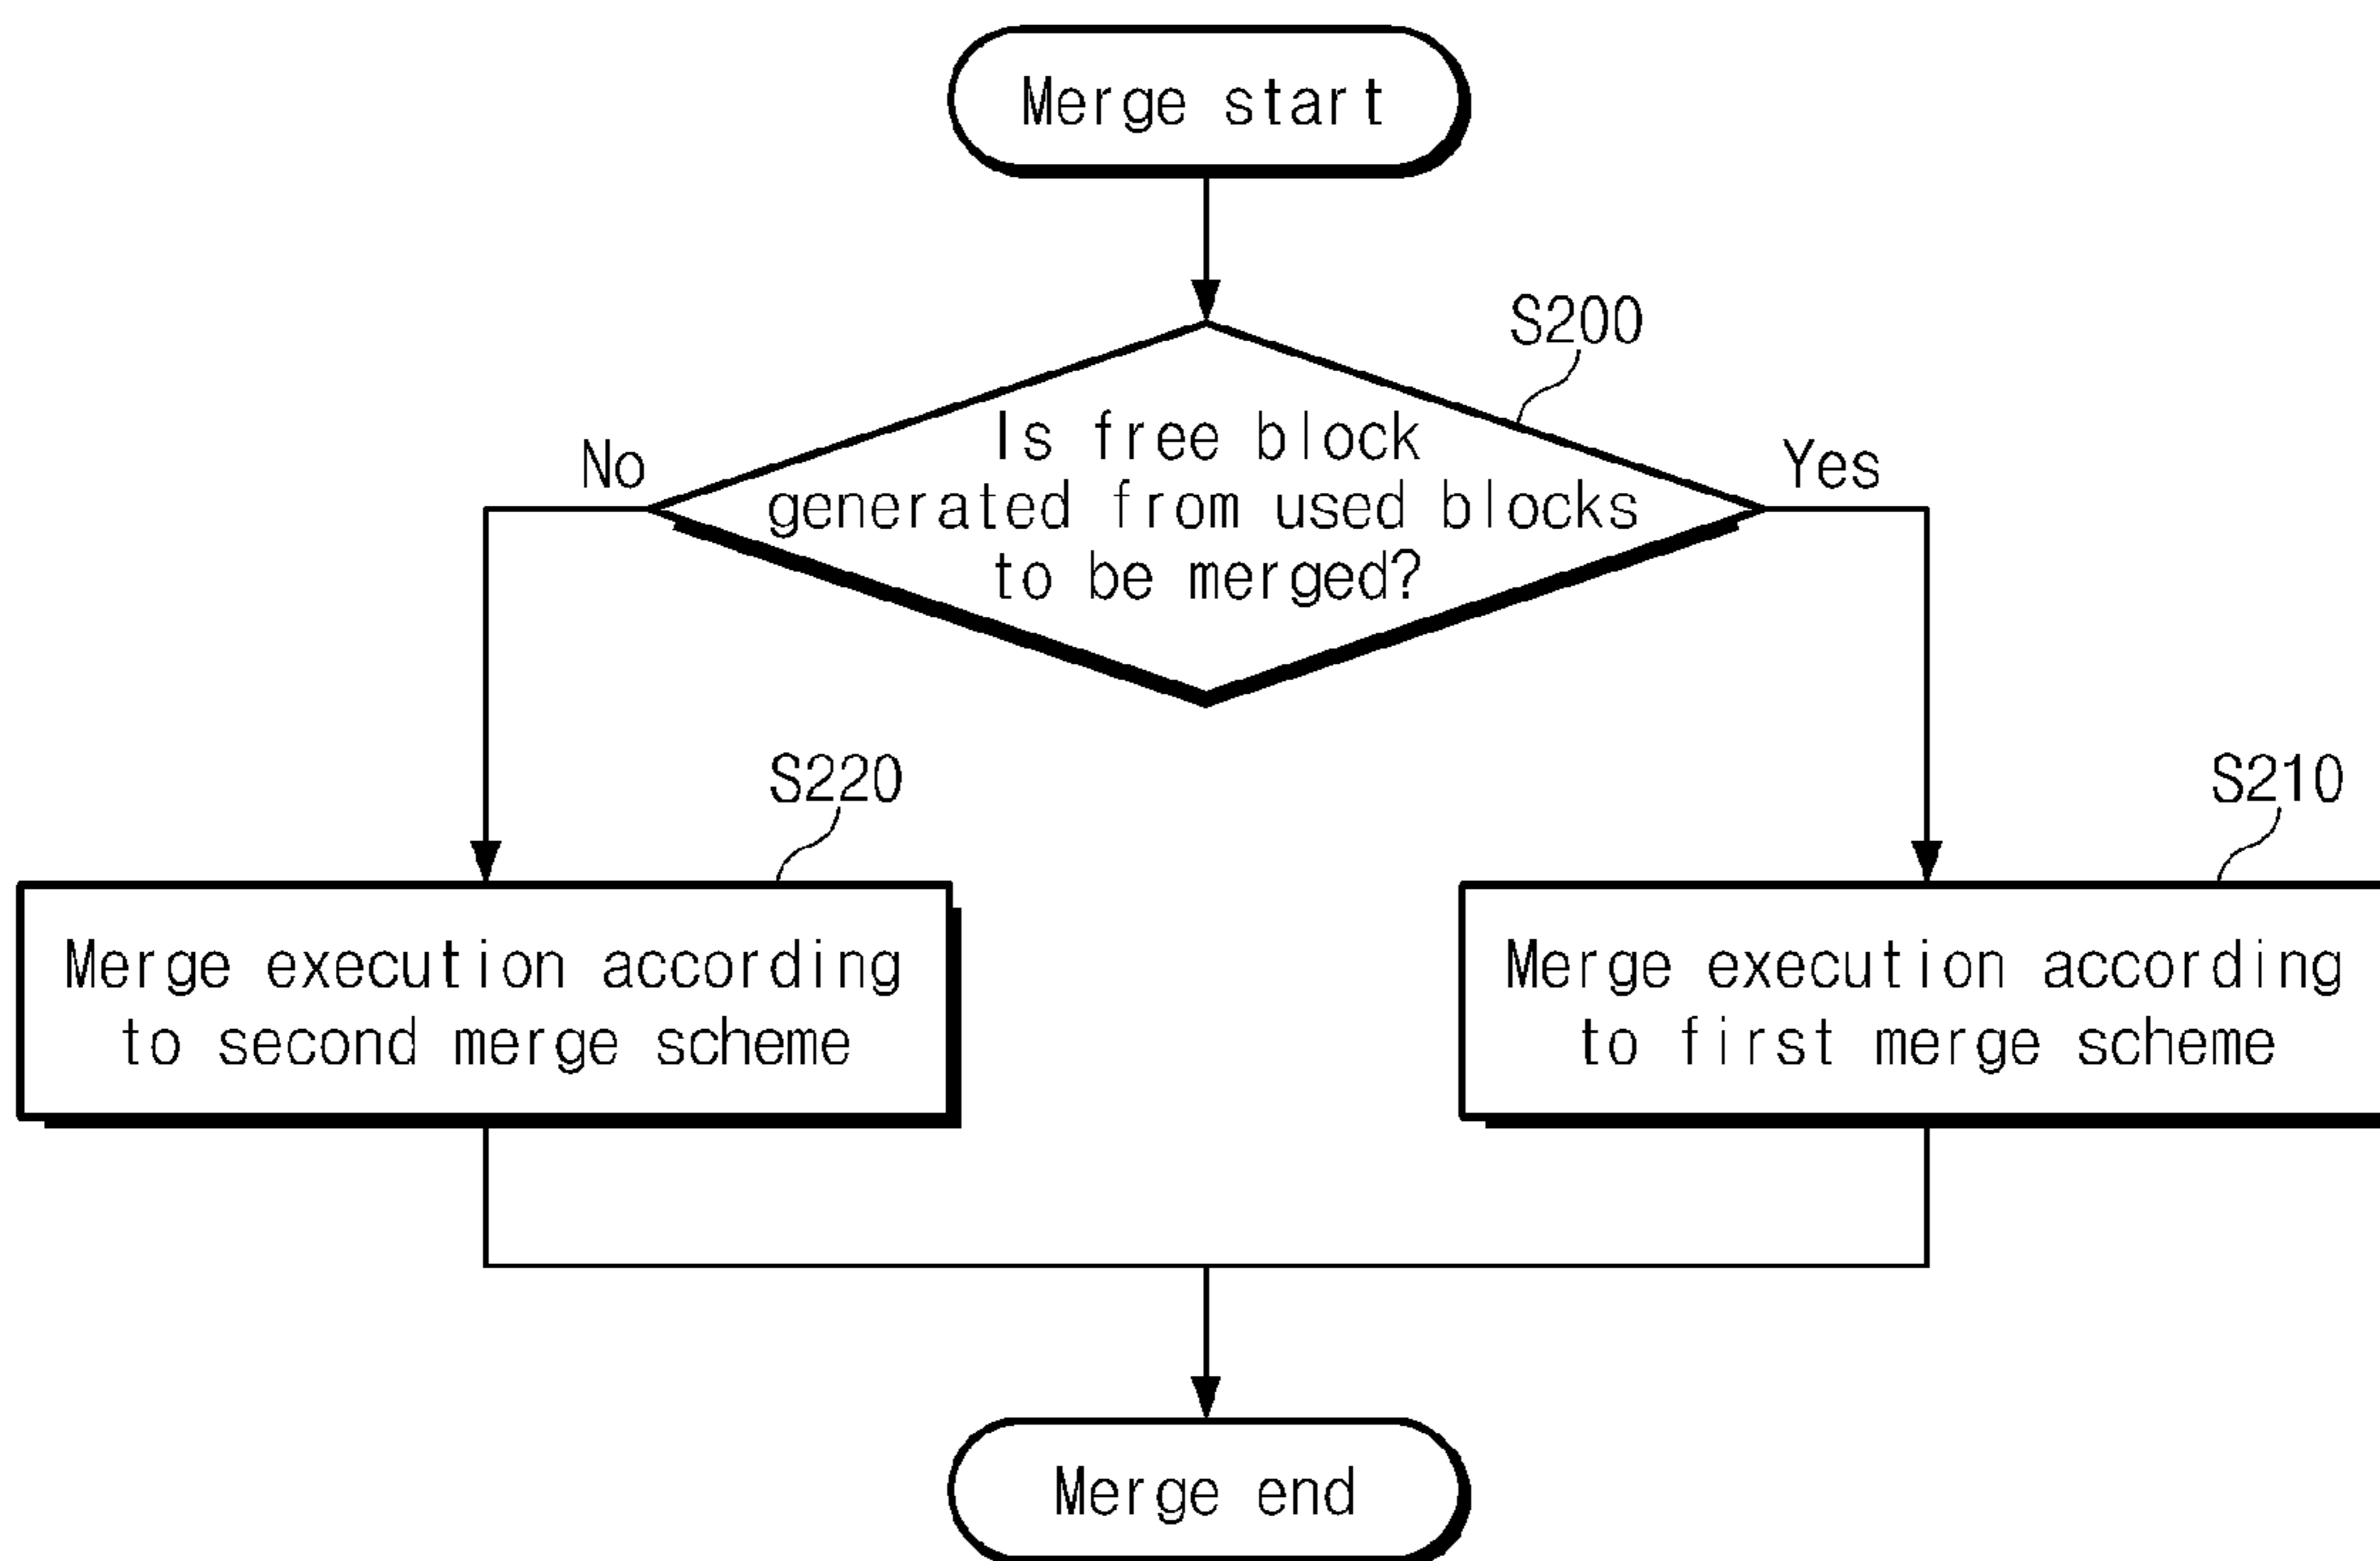 Merge start
S200
Is free block
generated from used blocks
to be merged?
No
Yes
S220
S210
Merge execution according
to second merge scheme
Merge execution according
to first merge scheme
Merge end